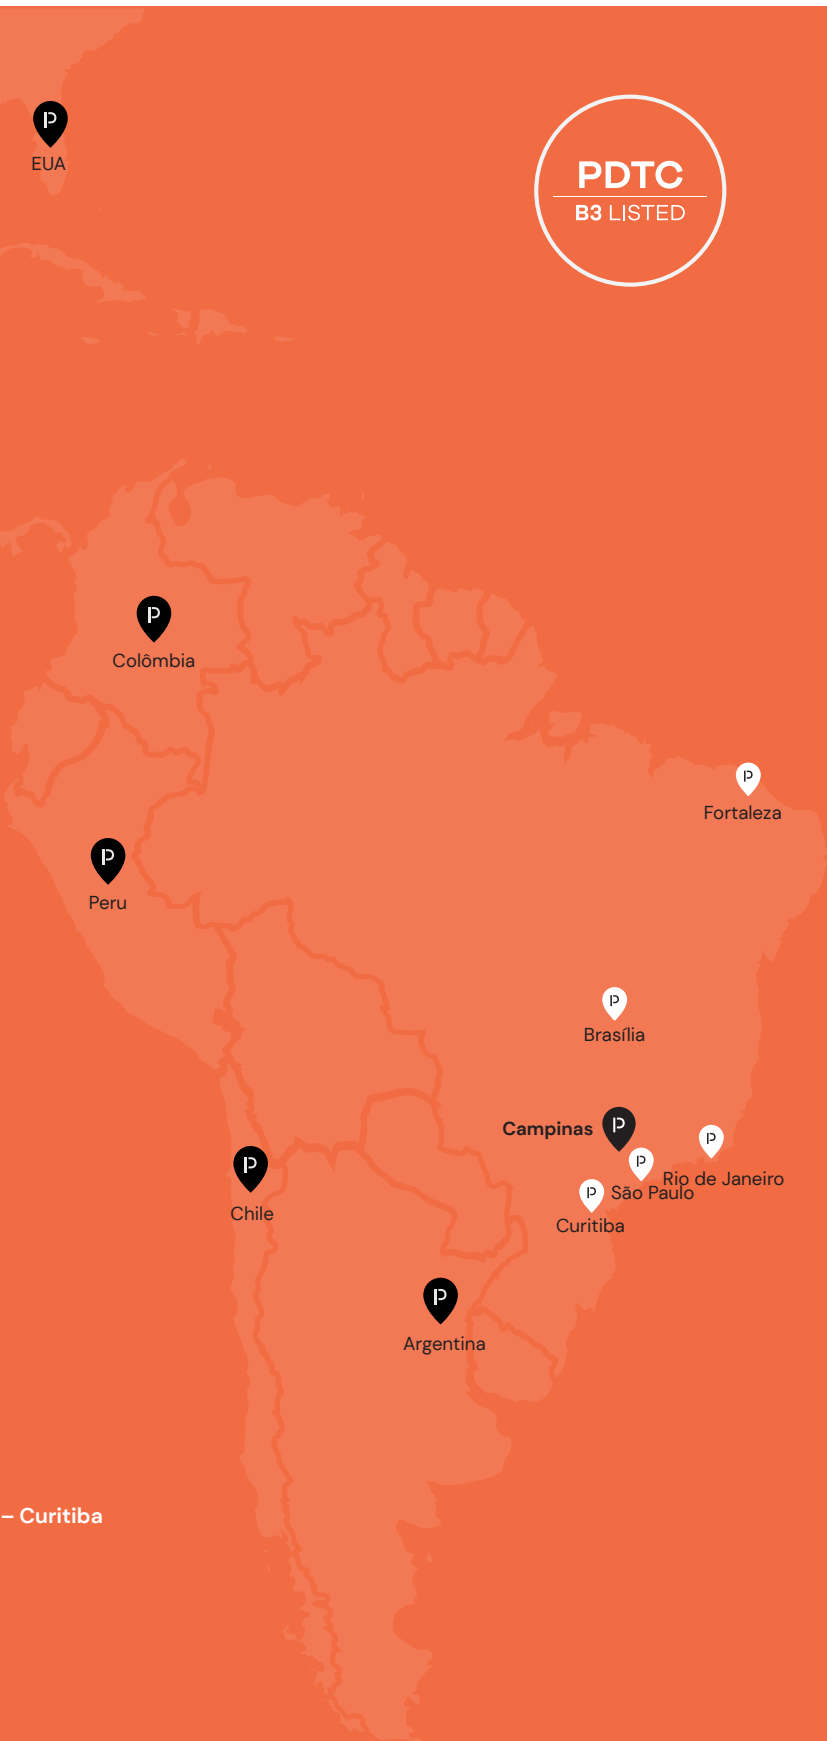 EUA
PDTC
B3 LISTED
Colômbia
Fortaleza
Peru
Brasília
Campinas
Rio de Janeiro
São Paulo
Chile
Curitiba
Argentina
– Curitiba